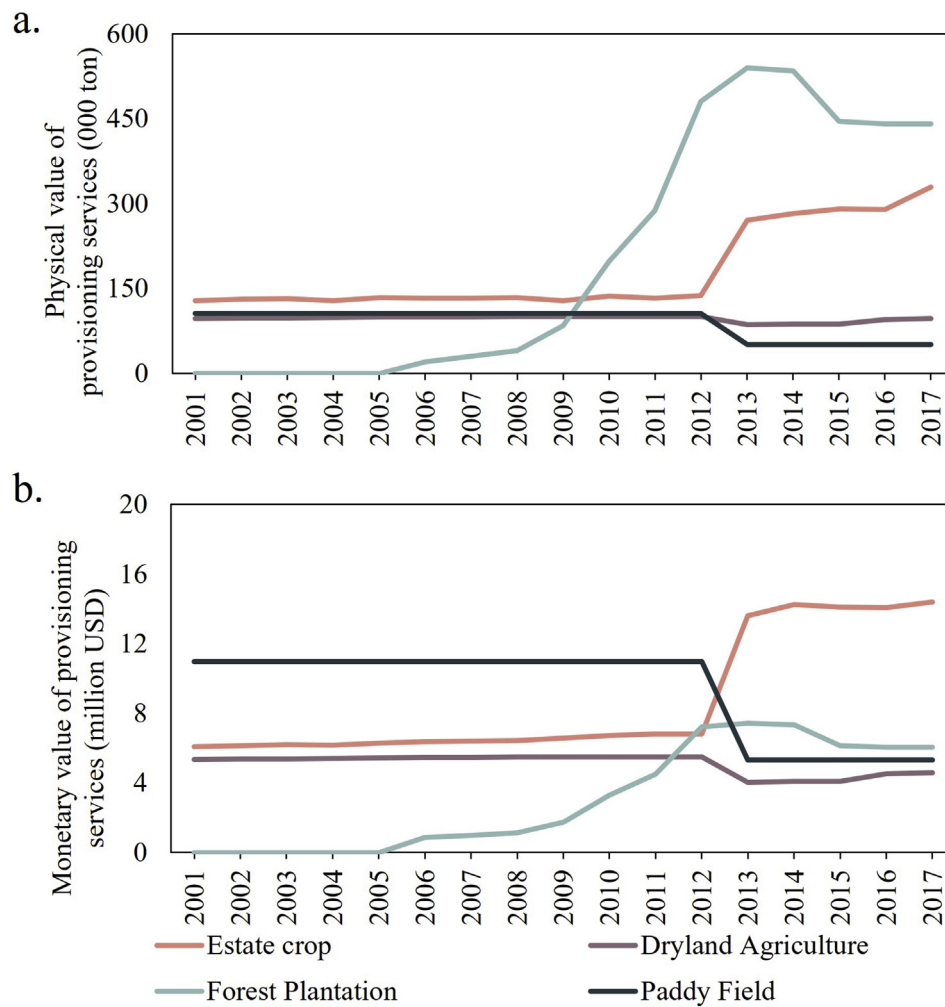 a.
Physical value of
provisioning services (000 ton)
600
450
300
150
0
2001 2002 2003 2004 2005 2006 2007 2008 2009 2010 2011 2012 2013 2014 2015 2016 2017
b.
Monetary value of provisioning
services (million USD)
20
16
12
8
4
0
2001 2002 2003 2004 2005 2006 2007 2008 2009 2010 2011 2012 2013 2014 2015 2016 2017
Estate crop Dryland Agriculture
Forest Plantation Paddy Field